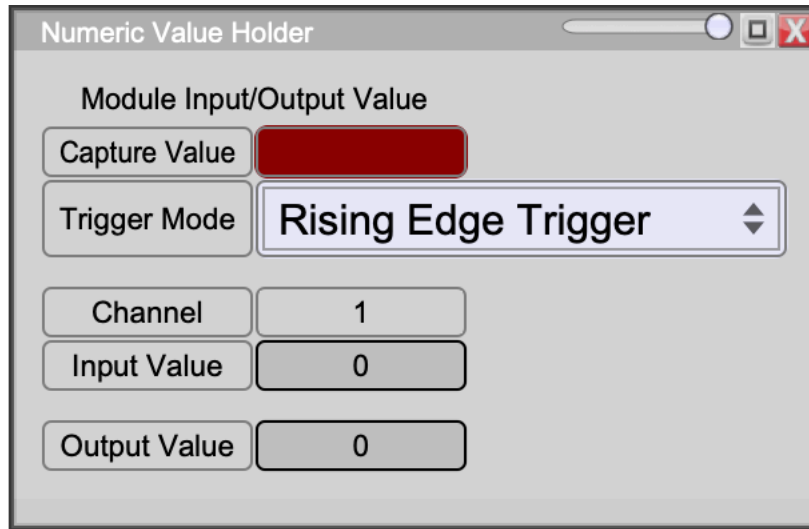 Numeric Value Holder
Module Input/Output Value
Capture Value
Trigger Mode Rising Edge Trigger
Channel 1
Input Value 0
Output Value 0